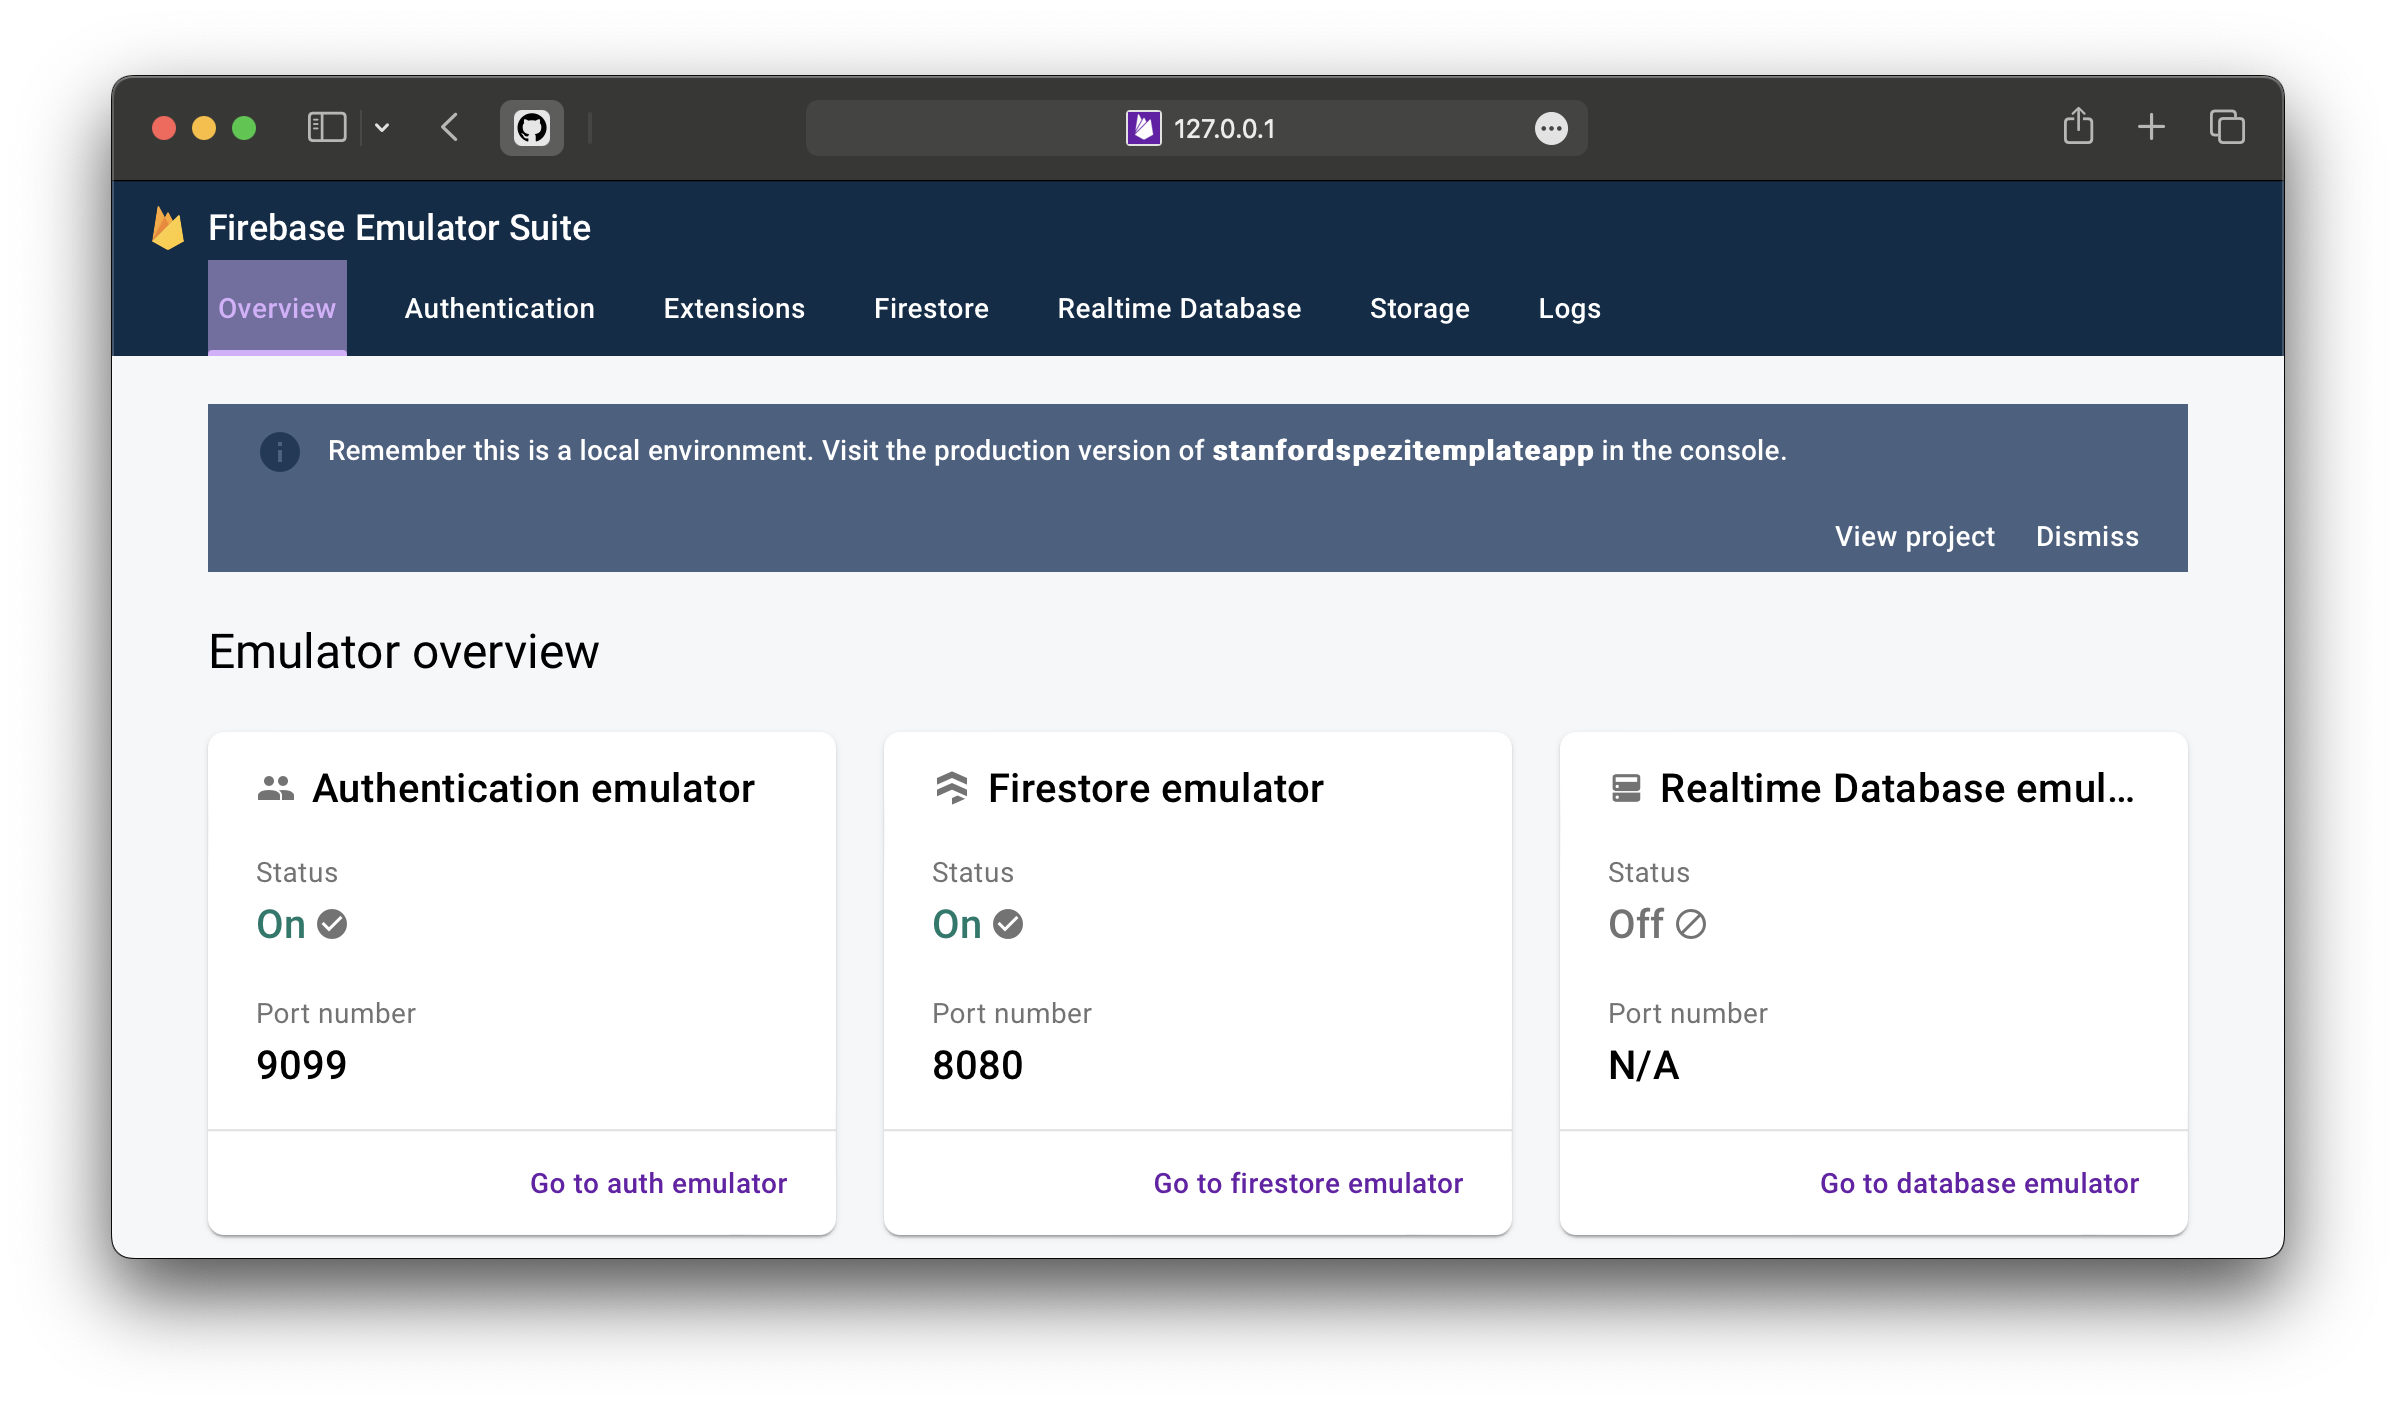 127.0.0.1
Firebase Emulator Suite
Overview Authentication Extensions Firestore Realtime Database Storage Logs
Remember this is a local environment. Visit the production version of stanfordspezitemplateapp in the console.
View project Dismiss
Emulator overview
Authentication emulator
Status
On
Port number
9099
Go to auth emulator
Firestore emulator
Status
On
Port number
8080
Go to firestore emulator
Realtime Database emul...
Status
Off
Port number
N/A
Go to database emulator